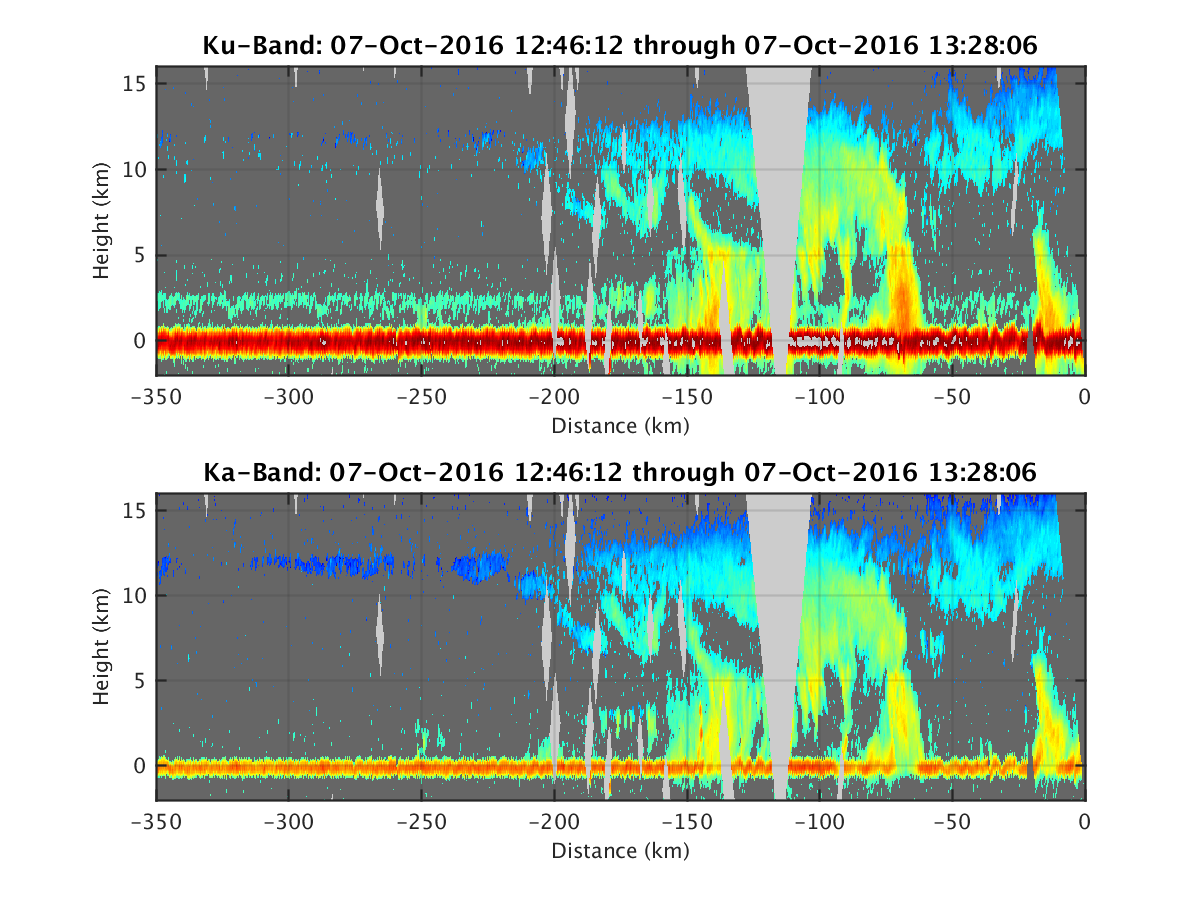 Ku-Band: 07-Oct-2016 12:46:12 through 07-Oct-2016 13:28:06
15
10
5
0
Height (km)
-350 -300 -250 -200 -150 -100 -50 0
Distance (km)
Ka-Band: 07-Oct-2016 12:46:12 through 07-Oct-2016 13:28:06
15
10
5
0
Height (km)
-350 -300 -250 -200 -150 -100 -50 0
Distance (km)